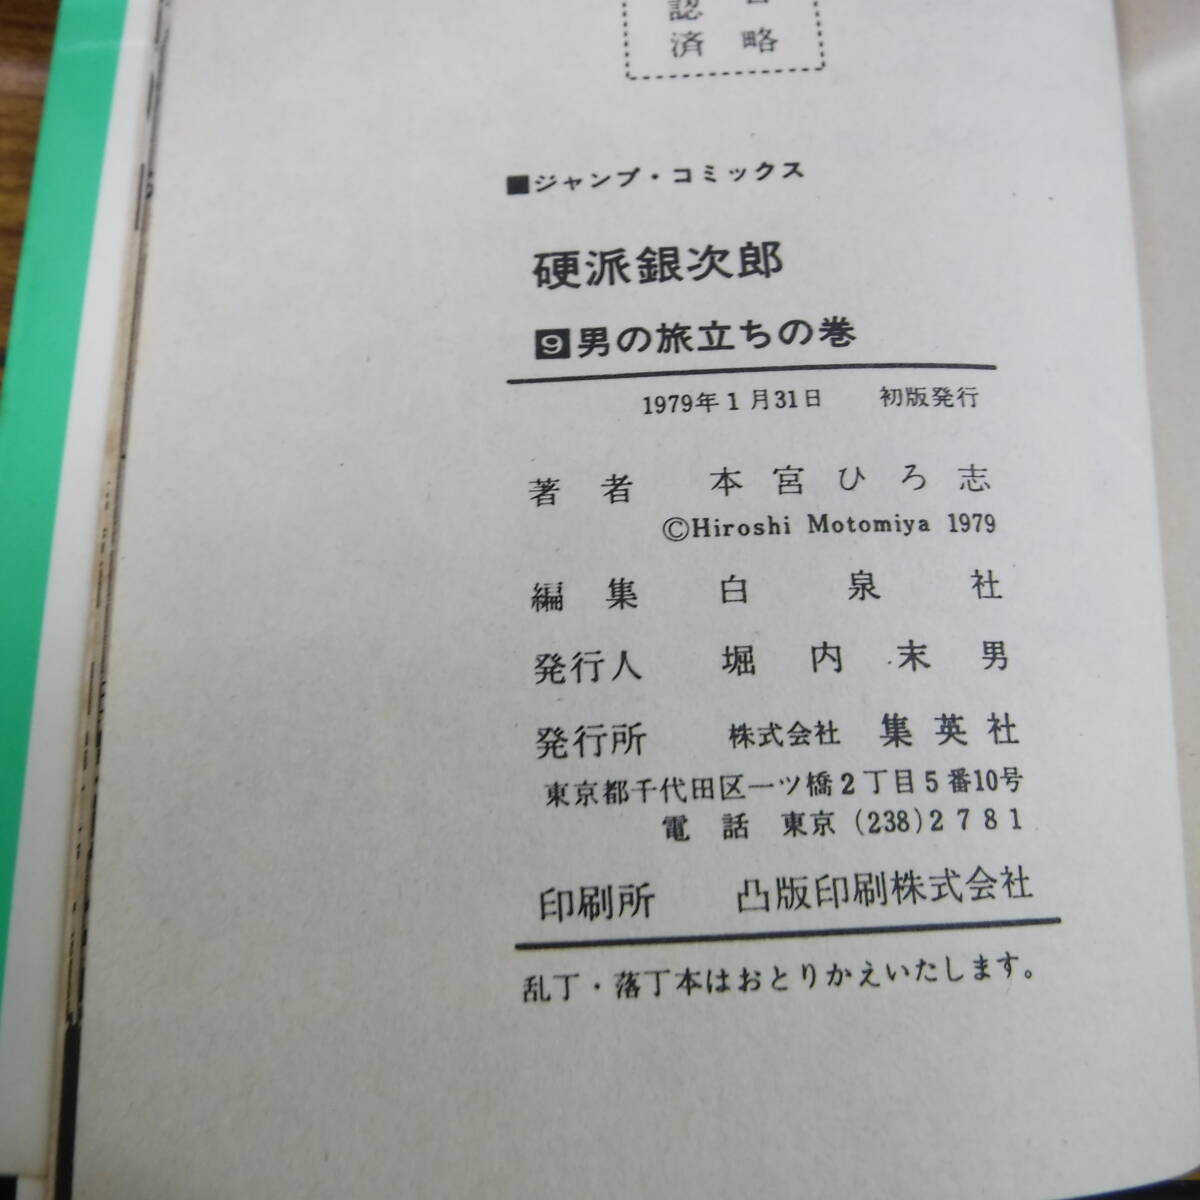 認
済略
■ジャンプ・コミックス
硬派銀次郎
9男の旅立ちの巻
1979年1月31日 初版発行
著者 本宮ひろ志
©Hiroshi Motomiya 1979
編集 白泉社
発行人 堀内末男
発行所 株式会社 集英社
東京都千代田区一ツ橋2丁目5番10号
電話 東京(238)2781
印刷所 凸版印刷株式会社
乱丁・落丁本はおとりかえいたします。